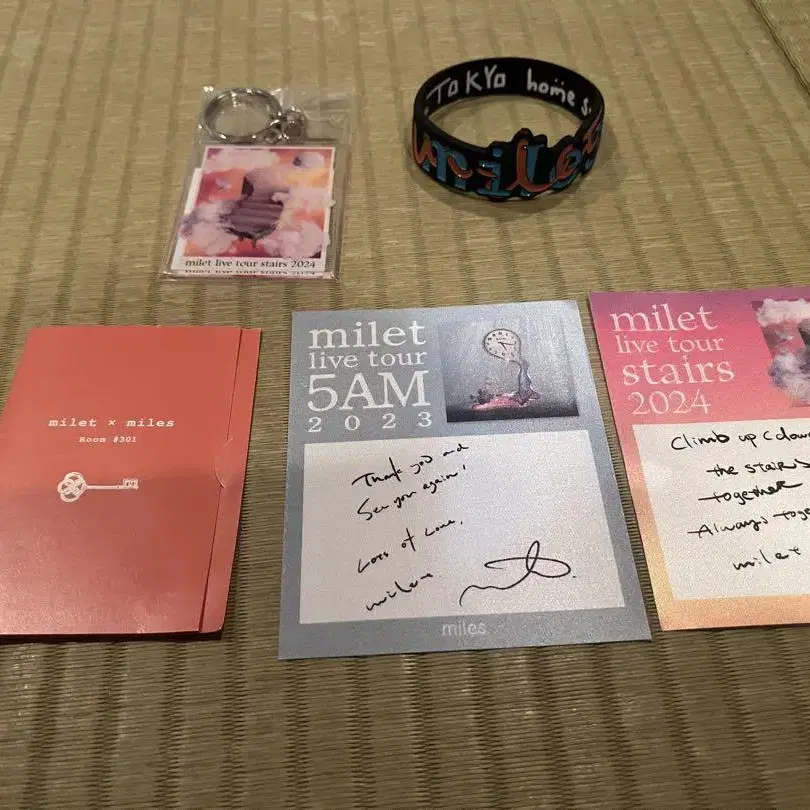 TOKYO home s
milet
milet live tour stairs 2024
milet × miles
Room #301
milet
live tour
5AM
2023
Thank you and
See you again!
Lots of Love,
milet
miles
milet
live tour
stairs
2024
Climb up &down
the stairs
together
Always toge
milet